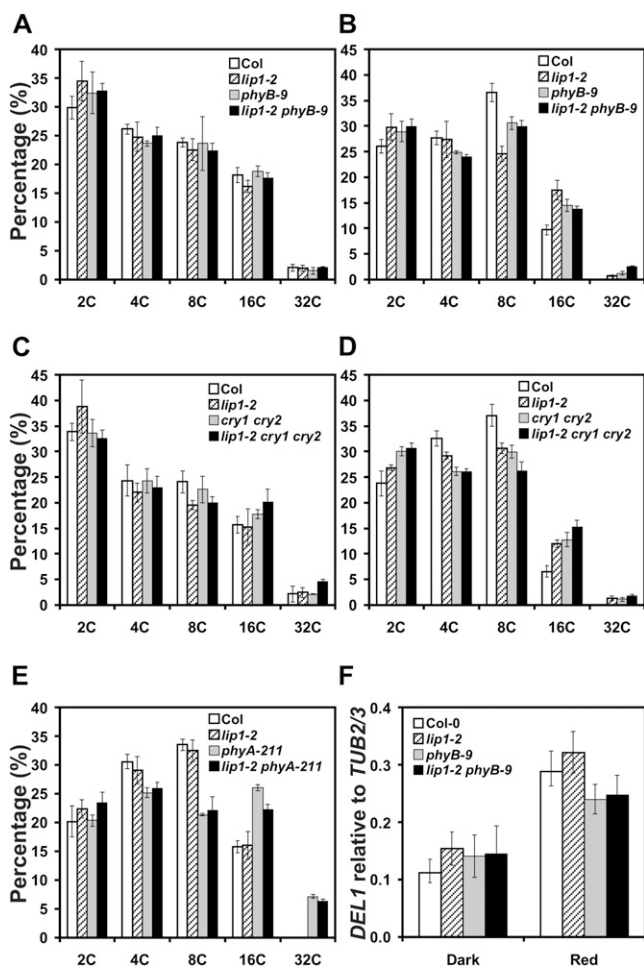 A
Percentage (%)
40
35
30
25
20
15
10
5
0
Col
lip1-2
phyB-9
lip1-2 phyB-9
2C 4C 8C 16C 32C
B
45
40
35
30
25
20
15
10
5
0
Col
lip1-2
phyB-9
lip1-2 phyB-9
2C 4C 8C 16C 32C
C
Percentage (%)
45
40
35
30
25
20
15
10
5
0
Col
lip1-2
cry1 cry2
lip1-2 cry1 cry2
2C 4C 8C 16C 32C
D
45
40
35
30
25
20
15
10
5
0
Col
lip1-2
cry1 cry2
lip1-2 cry1 cry2
2C 4C 8C 16C 32C
E
Percentage (%)
40
35
30
25
20
15
10
5
0
Col
lip1-2
phyA-211
lip1-2 phyA-211
2C 4C 8C 16C 32C
F
DEL1 relative to TUB2/3
0.4
0.3
0.2
0.1
0.0
Col-0
lip1-2
phyB-9
lip1-2 phyB-9
Dark Red